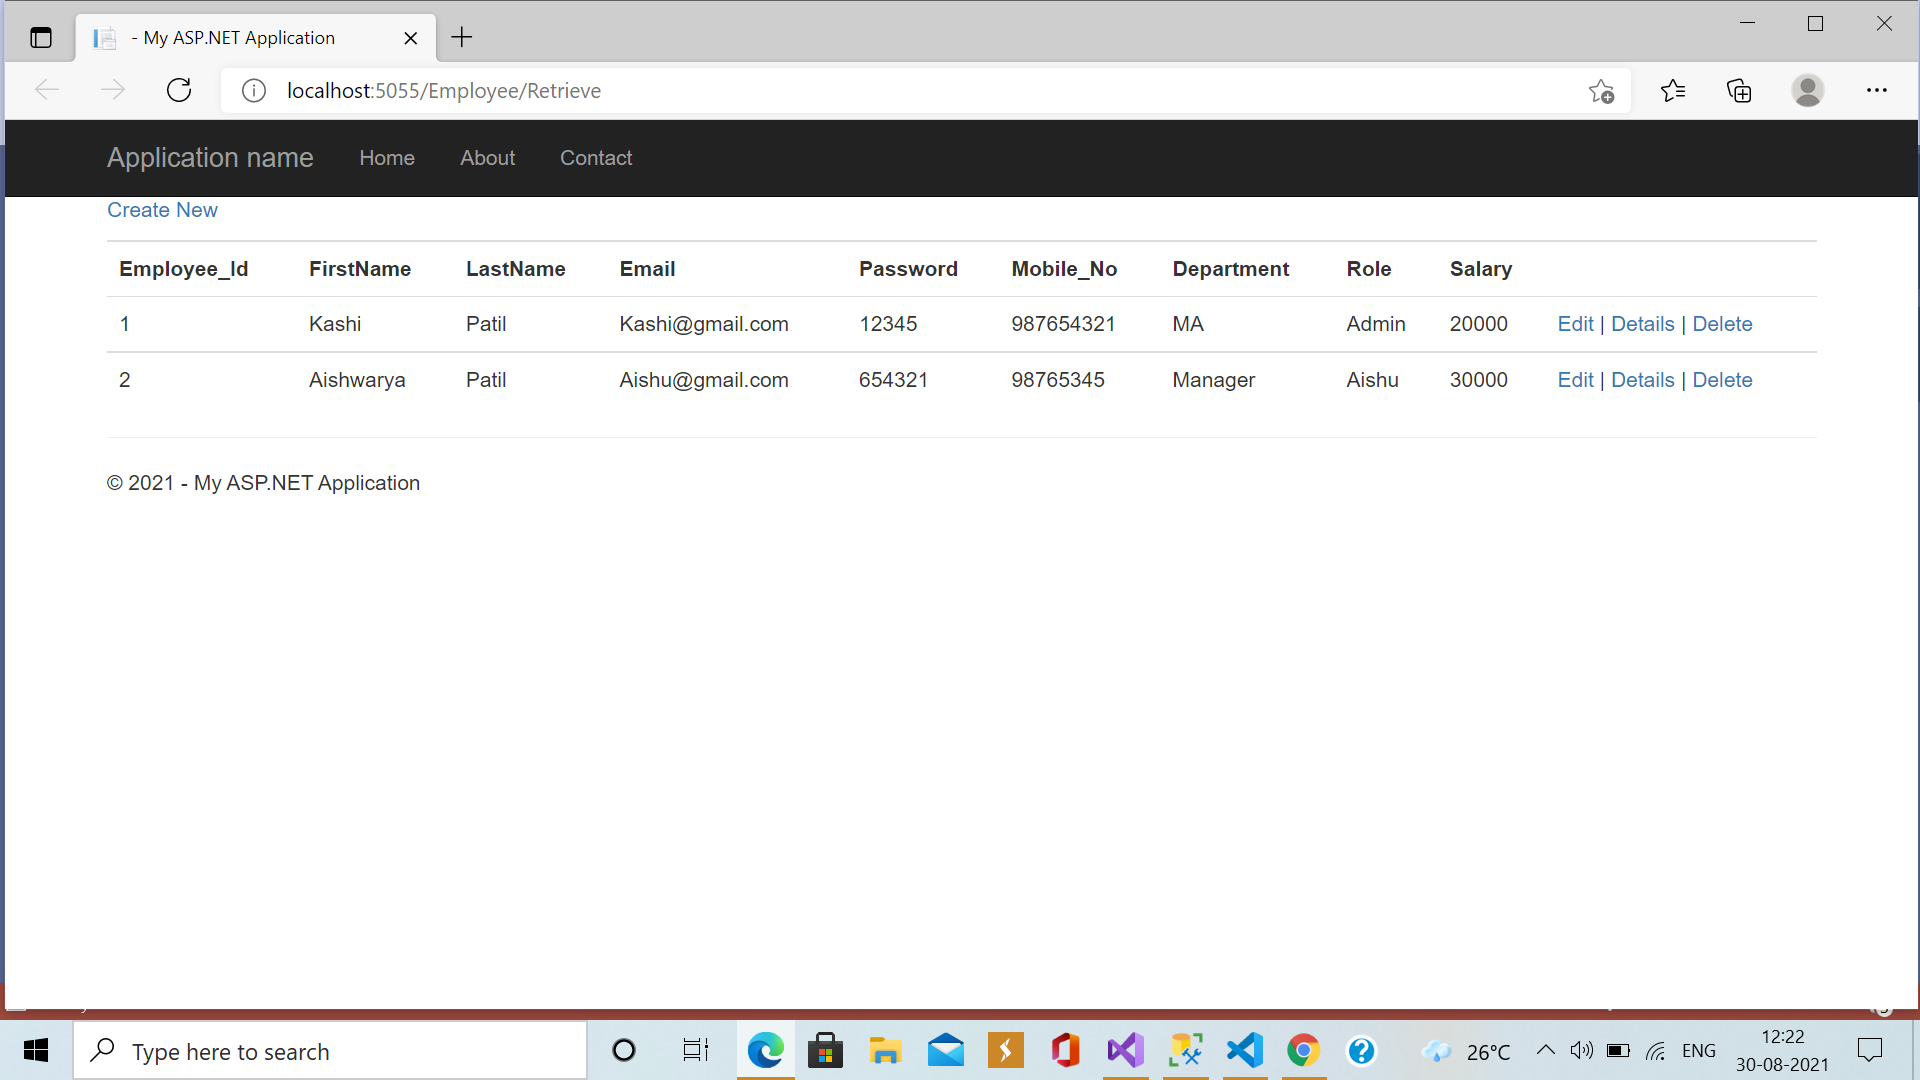 - My ASP.NET Application
localhost:5055/Employee/Retrieve
Application name Home About Contact
Create New
Employee_Id FirstName LastName Email Password Mobile_No Department Role Salary
1 Kashi Patil Kashi@gmail.com 12345 987654321 MA Admin 20000 Edit | Details | Delete
2 Aishwarya Patil Aishu@gmail.com 654321 98765345 Manager Aishu 30000 Edit | Details | Delete
© 2021 - My ASP.NET Application
Type here to search
26°C ENG
12:22
30-08-2021